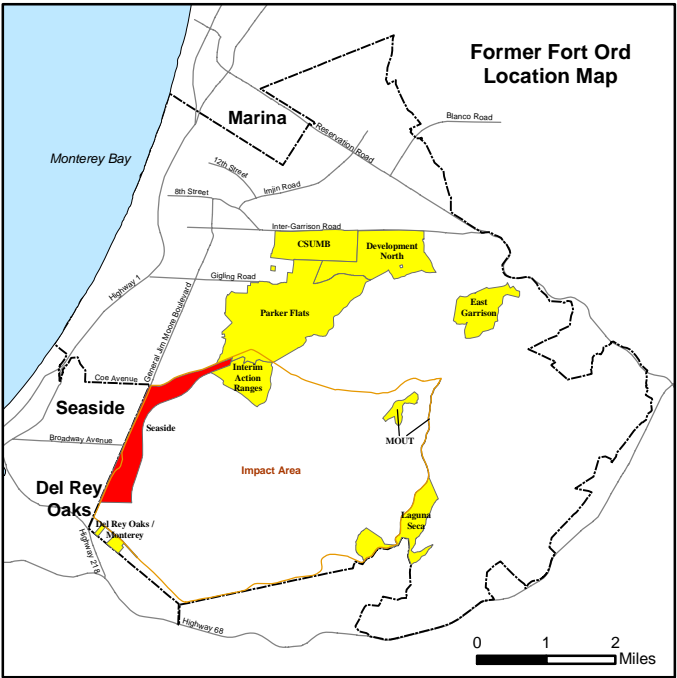 Former Fort Ord
Location Map
Marina
Blanco Road
Reservation Road
Monterey Bay
12th Street
Imjin Road
8th Street
Inter-Garrison Road
CSUMB
Development
North
Gigling Road
Highway 1
General Jim Moore Boulevard
East
Garrison
Parker Flats
Interim
Action
Ranges
Coe Avenue
Seaside
Seaside
Broadway Avenue
MOUT
Impact Area
Del Rey
Oaks
Laguna
Seca
Del Rey Oaks /
Monterey
Highway 218
Highway 68
0 1 2
Miles